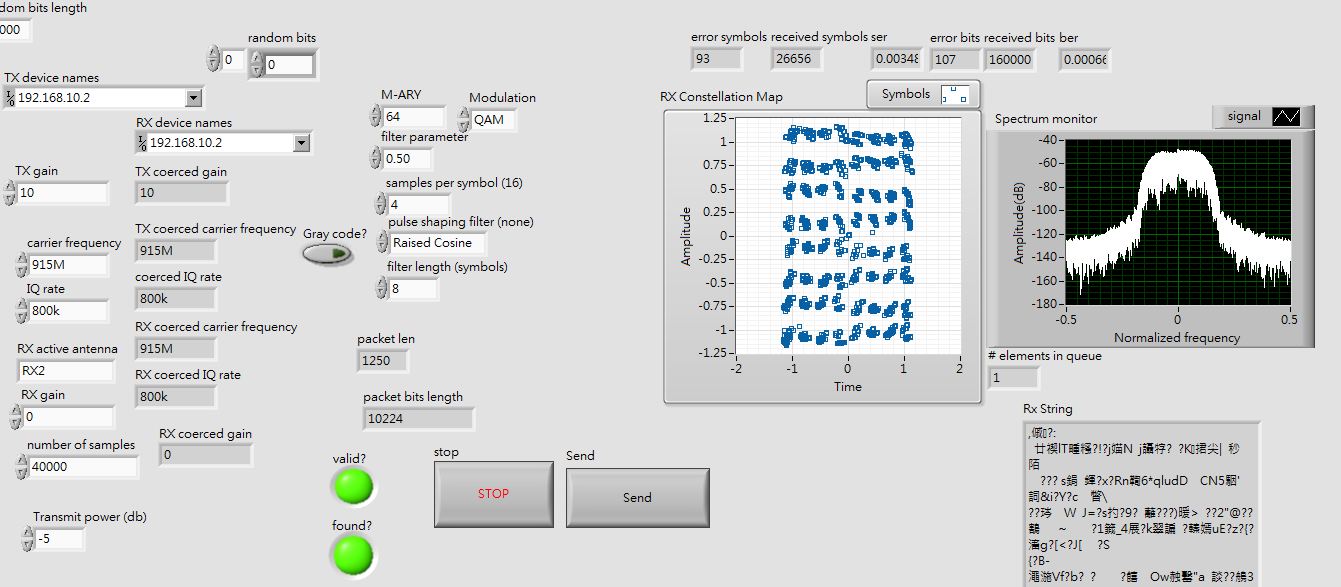 dom bits length
000
random bits
0
0
TX device names
192.168.10.2
RX device names
192.168.10.2
TX gain
10
TX coerced gain
10
carrier frequency
915M
TX coerced carrier frequency
915M
IQ rate
800k
coerced IQ rate
800k
RX coerced carrier frequency
915M
RX active antenna
RX2
RX coerced IQ rate
800k
RX gain
0
RX coerced gain
0
number of samples
40000
Transmit power (db)
-5
M-ARY
64
Modulation
QAM
filter parameter
0.50
samples per symbol (16)
4
pulse shaping filter (none)
Raised Cosine
Gray code?
filter length (symbols)
8
packet len
1250
packet bits length
10224
valid?
found?
stop
STOP
Send
Send
error symbols received symbols ser
93 26656 0.00348
error bits received bits ber
107 160000 0.00066
RX Constellation Map
Symbols
1.25
1
0.75
0.5
0.25
0
-0.25
-0.5
-0.75
-1
-1.25
Amplitude
-2 -1 0 1 2
Time
Spectrum monitor
signal
-40
-60
-80
-100
-120
-140
-160
-180
Amplitude(dB)
-0.5 0 0.5
Normalized frequency
# elements in queue
1
Rx String